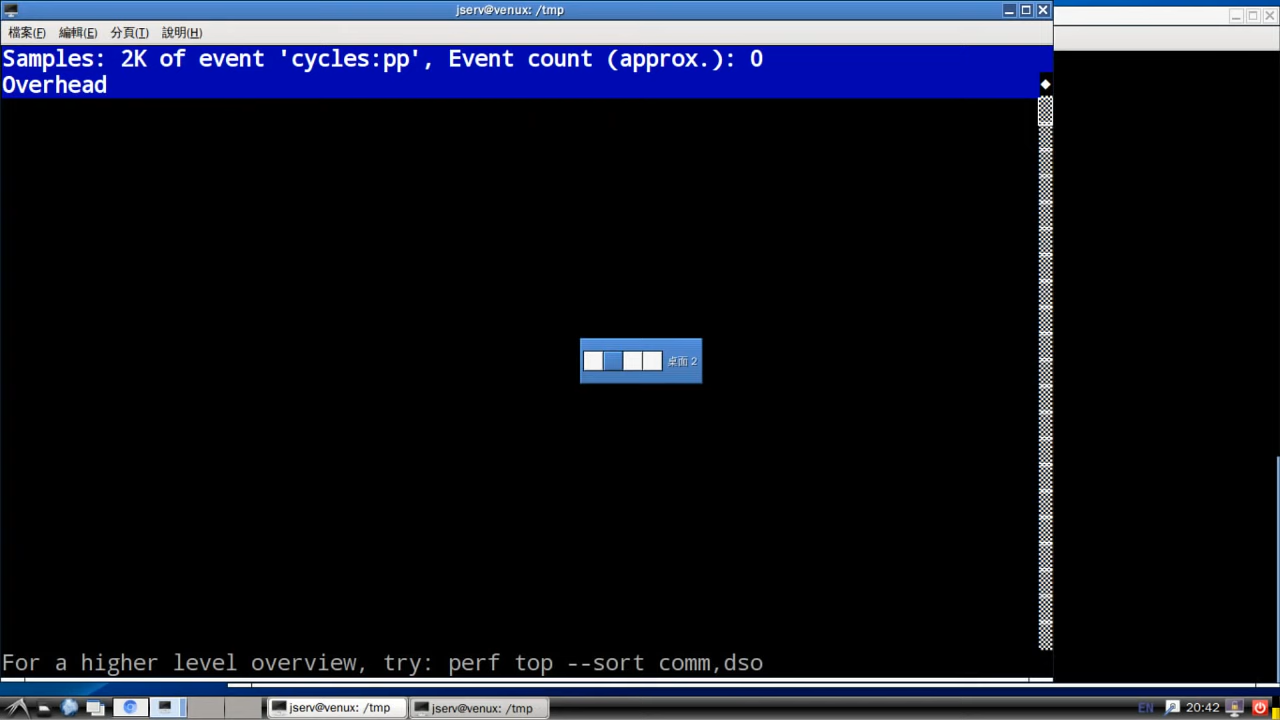 jserv@venux: /tmp
檔案(F) 編輯(E) 分頁(T) 說明(H)
Samples: 2K of event 'cycles:pp', Event count (approx.): 0
Overhead
桌面 2
For a higher level overview, try: perf top --sort comm,dso
jserv@venux: /tmp
jserv@venux: /tmp
EN
20:42